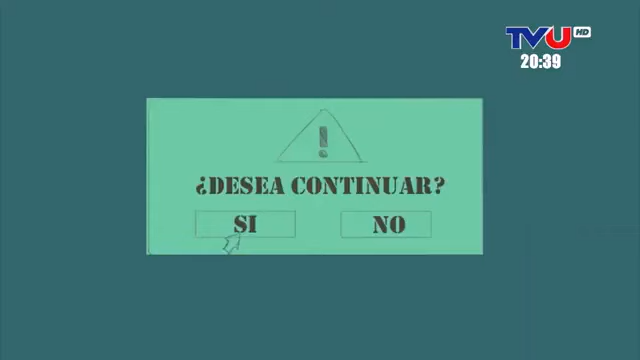 TVU HD
20:39
!
¿DESEA CONTINUAR?
SI
NO